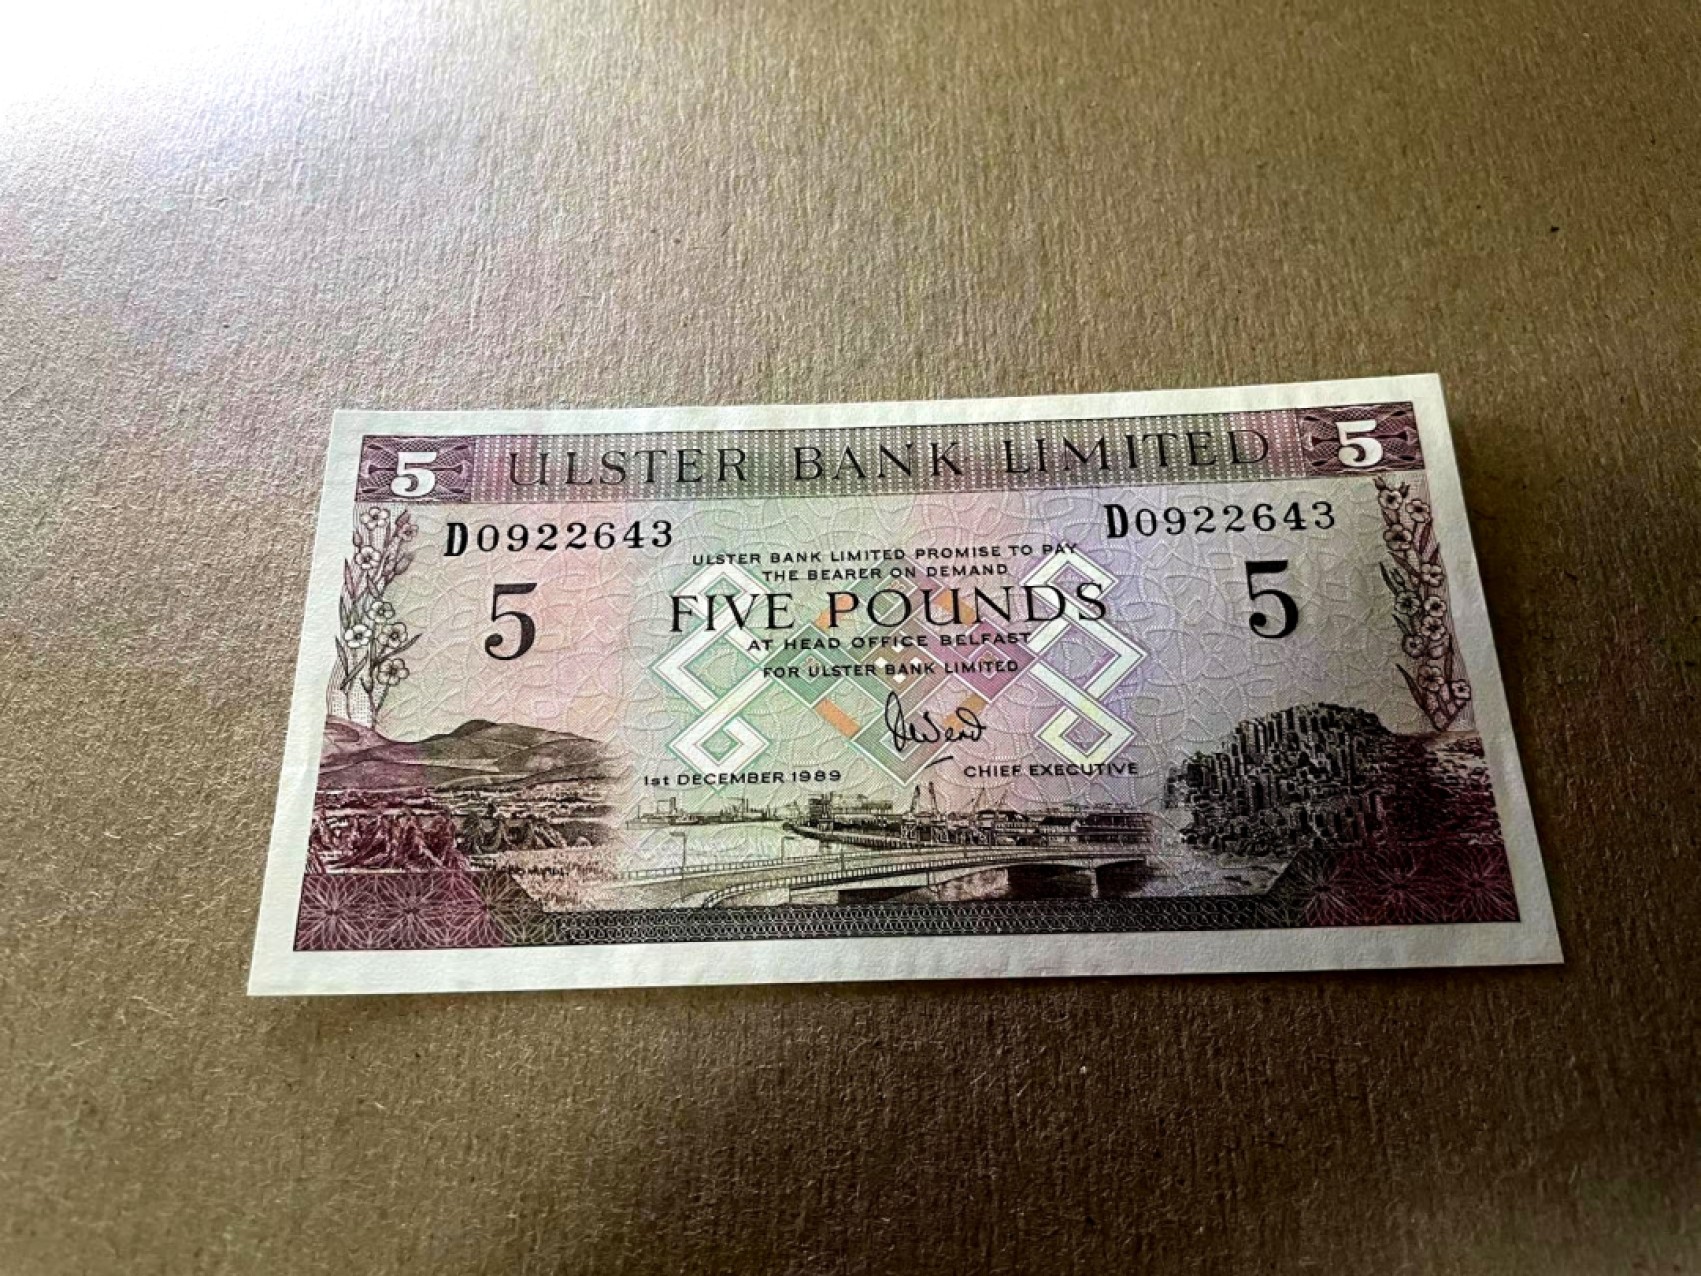 5 ULSTER BANK LIMITED 5
D0922643 D0922643
ULSTER BANK LIMITED PROMISE TO PAY
THE BEARER ON DEMAND
5 FIVE POUNDS 5
AT HEAD OFFICE BELFAST
FOR ULSTER BANK LIMITED
1st DECEMBER 1989 CHIEF EXECUTIVE